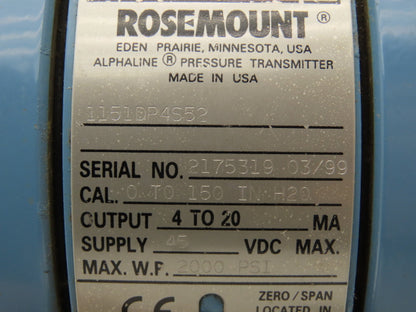 ROSEMOUNT®
EDEN PRAIRIE, MINNESOTA, USA
ALPHALINE® PRESSURE TRANSMITTER
MADE IN USA
1151DP4S52
SERIAL NO. 2175319 03/99
CAL. 0 TO 150 IN H2O
OUTPUT 4 TO 20 MA
SUPPLY 45 VDC MAX.
MAX. W.P. 2000 PSI
CE
ZERO/SPAN
LOCATED IN